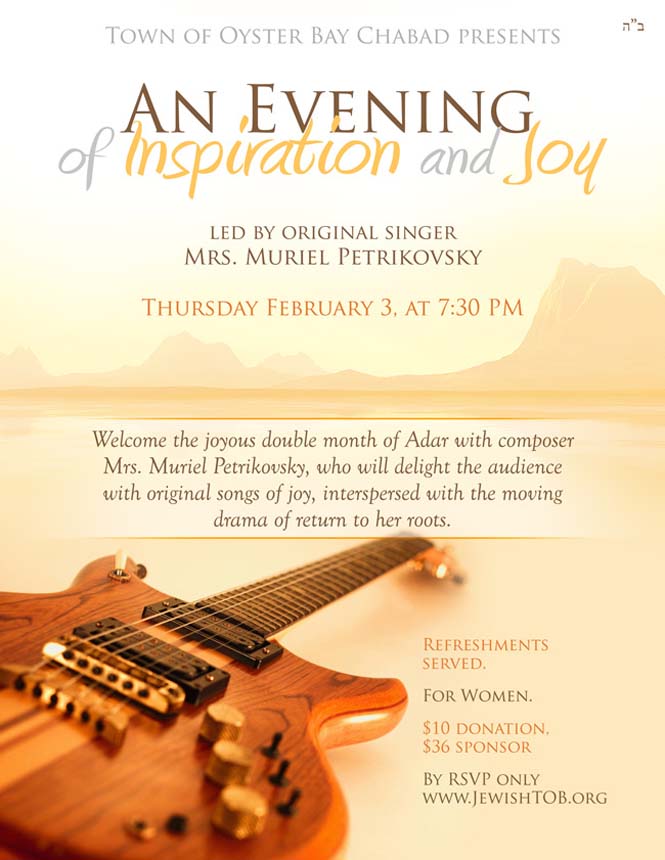 ב"ה
Town of Oyster Bay Chabad presents
An Evening
of Inspiration and Joy
led by original singer
Mrs. Muriel Petrikovsky
Thursday February 3, at 7:30 PM
Welcome the joyous double month of Adar with composer
Mrs. Muriel Petrikovsky, who will delight the audience
with original songs of joy, interspersed with the moving
drama of return to her roots.
Refreshments
served.
For Women.
$10 donation,
$36 sponsor
By RSVP only
www.JewishTOB.org